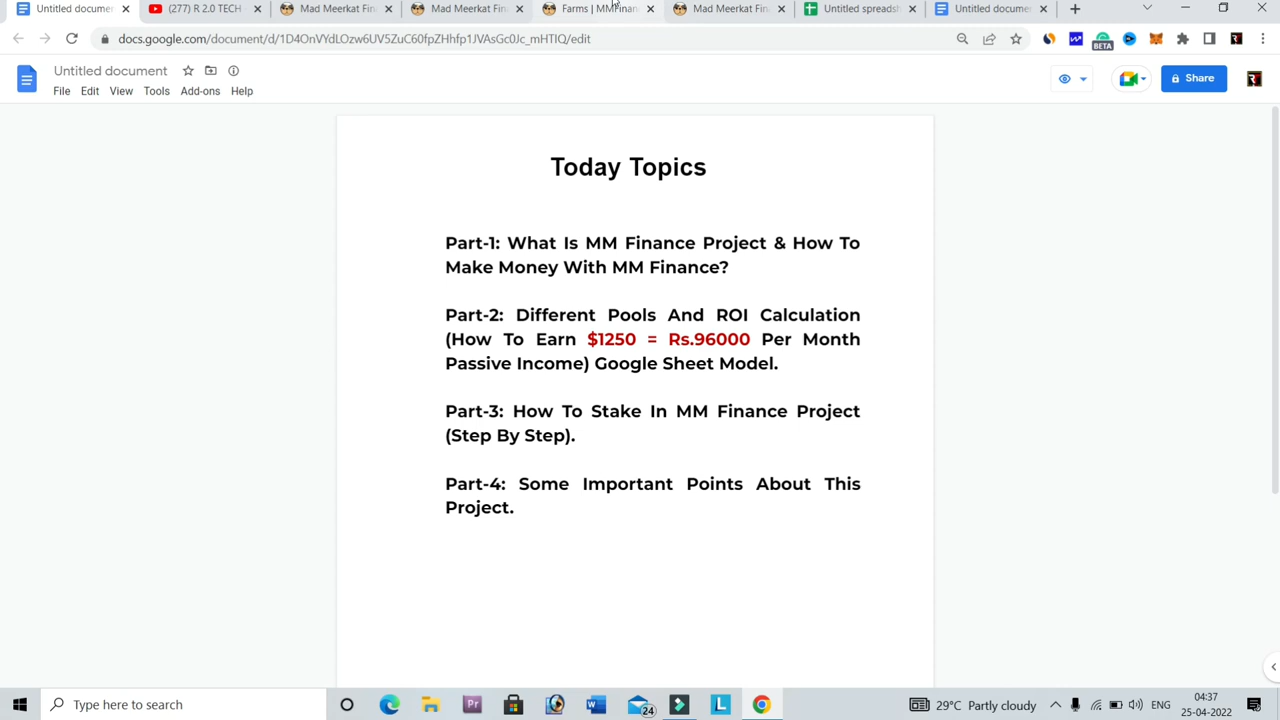 Untitled documen
(277) R 2.0 TECH
Mad Meerkat Fin
Mad Meerkat Fin
Farms | MMFinan
Mad Meerkat Fin
Untitled spreadsh
Untitled documen
docs.google.com/document/d/1D4OnVYdLOzw6UV5ZuC60fpZHhfp1JVAsGc0Jc_mHTIQ/edit
BETA
Untitled document
File Edit View Tools Add-ons Help
Share
Today Topics
Part-1: What Is MM Finance Project & How To
Make Money With MM Finance?
Part-2: Different Pools And ROI Calculation
(How To Earn $1250 = Rs.96000 Per Month
Passive Income) Google Sheet Model.
Part-3: How To Stake In MM Finance Project
(Step By Step).
Part-4: Some Important Points About This
Project.
Type here to search
Pr
W
24
L
29°C Partly cloudy
ENG
04:37
25-04-2022